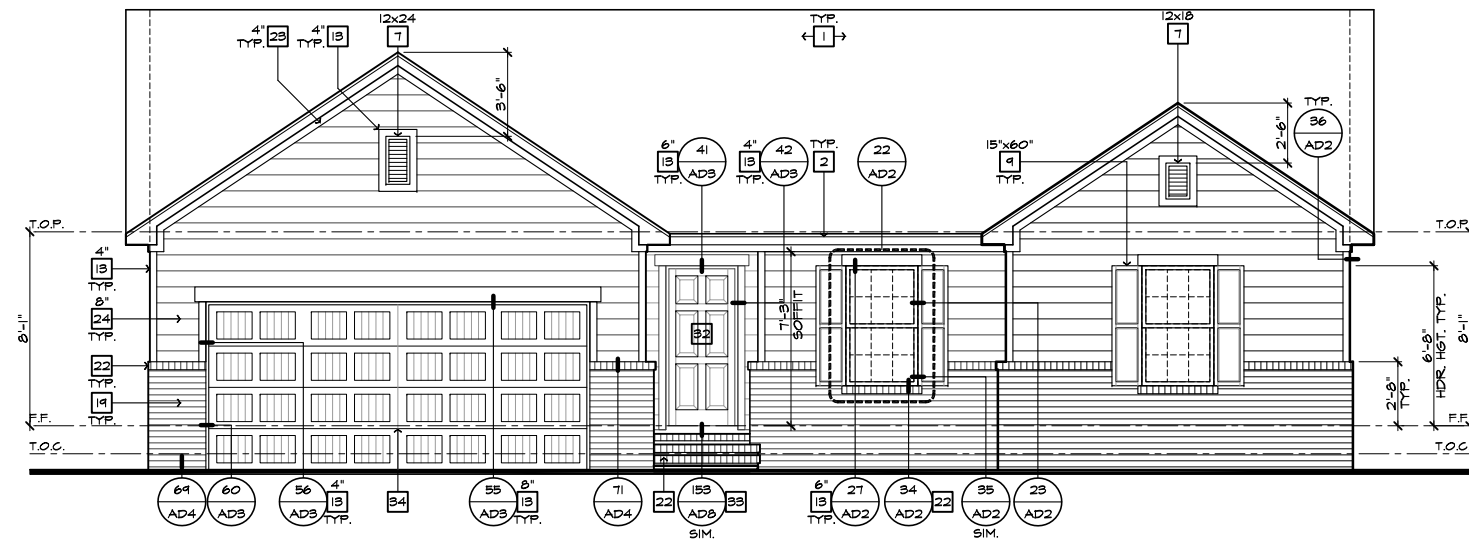 12x24
TYP.
12x18
4"
23
TYP.
4"
13
TYP.
7
1
7
3'-6"
TYP.
36
AD2
2'-6"
6"
13
TYP.
41
AD3
4"
13
TYP.
42
AD3
TYP.
2
22
AD2
15"x60"
9
TYP.
T.O.P.
T.O.P.
4"
13
TYP.
8"
24
TYP.
8'-1"
22
TYP.
19
TYP.
32
7'-3"
SOFFIT
6'-8"
HDR. HGT. TYP.
8'-1"
2'-8"
TYP.
F.F.
F.F.
T.O.C.
T.O.C.
69
AD4
60
AD3
56
AD3
4"
13
TYP.
34
55
AD3
8"
13
TYP.
71
AD4
22
153
AD8
SIM.
33
6"
13
TYP.
27
AD2
34
AD2
22
35
AD2
SIM.
23
AD2